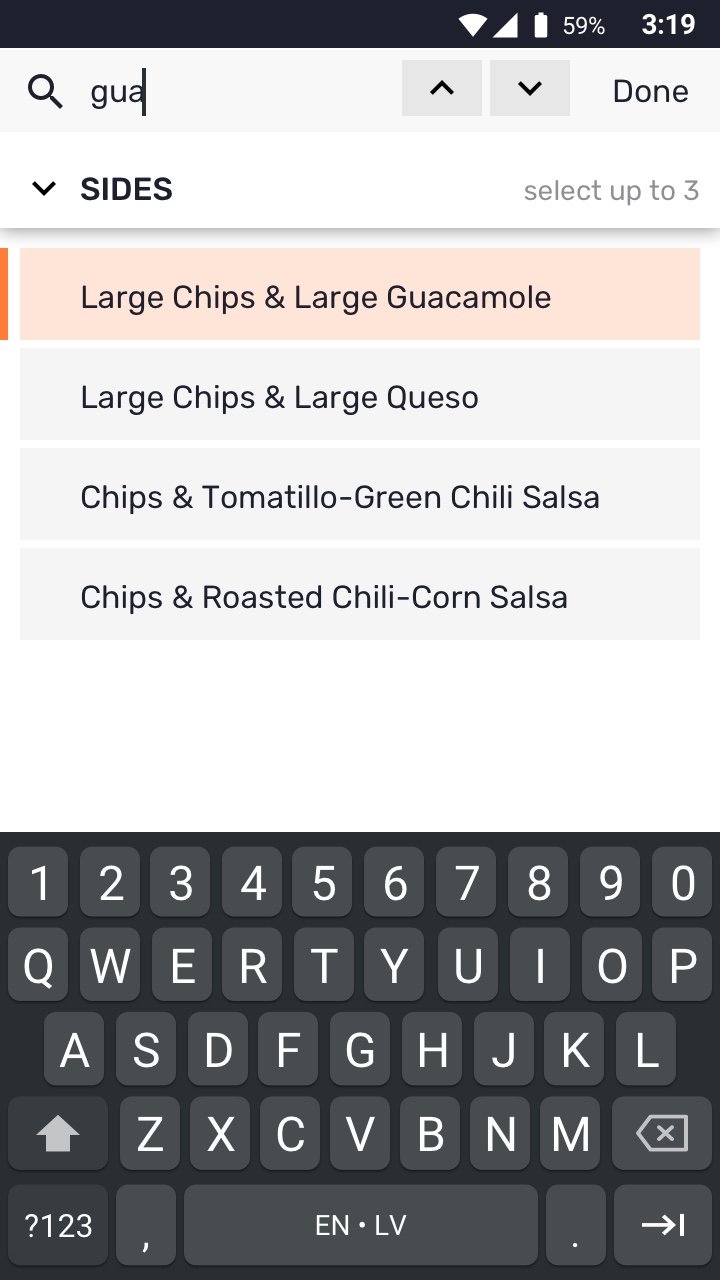 59% 3:19
gua Done
SIDES select up to 3
Large Chips & Large Guacamole
Large Chips & Large Queso
Chips & Tomatillo-Green Chili Salsa
Chips & Roasted Chili-Corn Salsa
1 2 3 4 5 6 7 8 9 0
Q W E R T Y U I O P
A S D F G H J K L
Z X C V B N M
?123 , EN • LV .